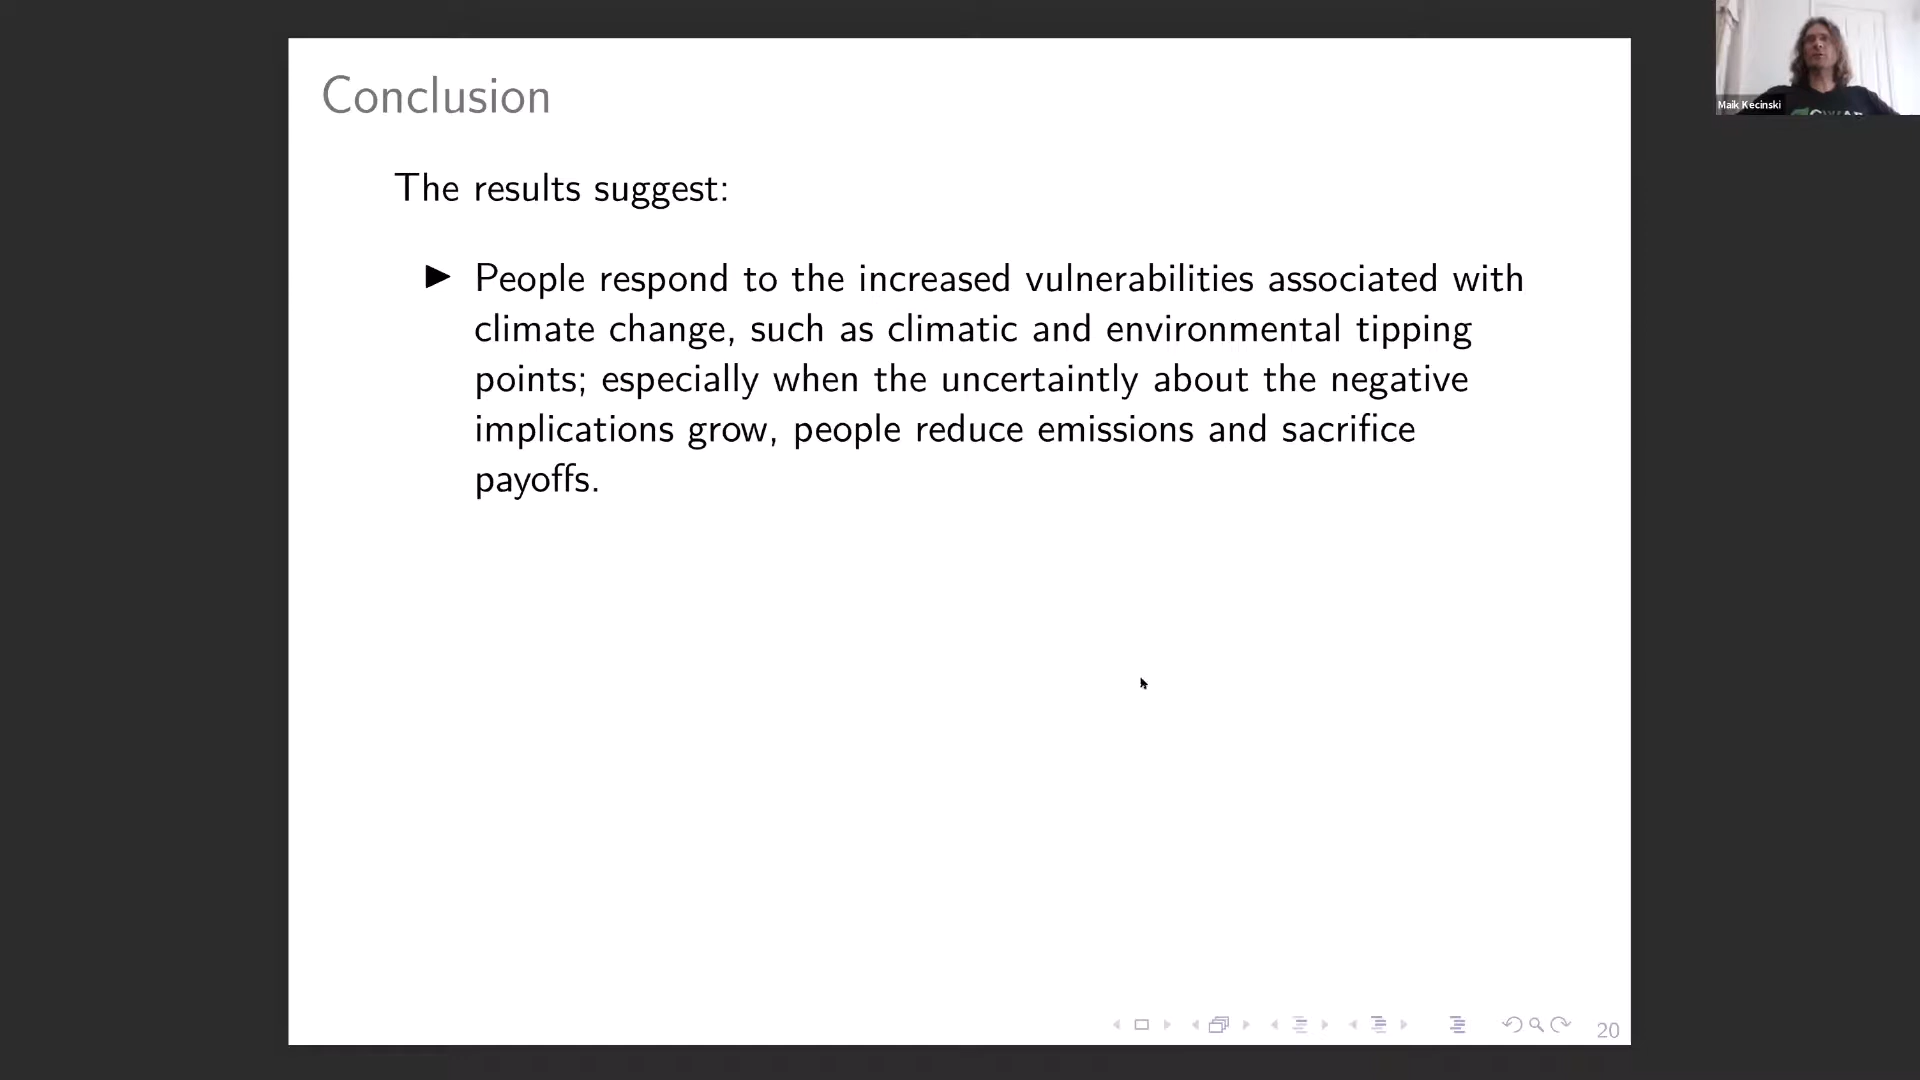 Conclusion
Maik Kecinski
The results suggest:
▶ People respond to the increased vulnerabilities associated with
climate change, such as climatic and environmental tipping
points; especially when the uncertaintly about the negative
implications grow, people reduce emissions and sacrifice
payoffs.
20